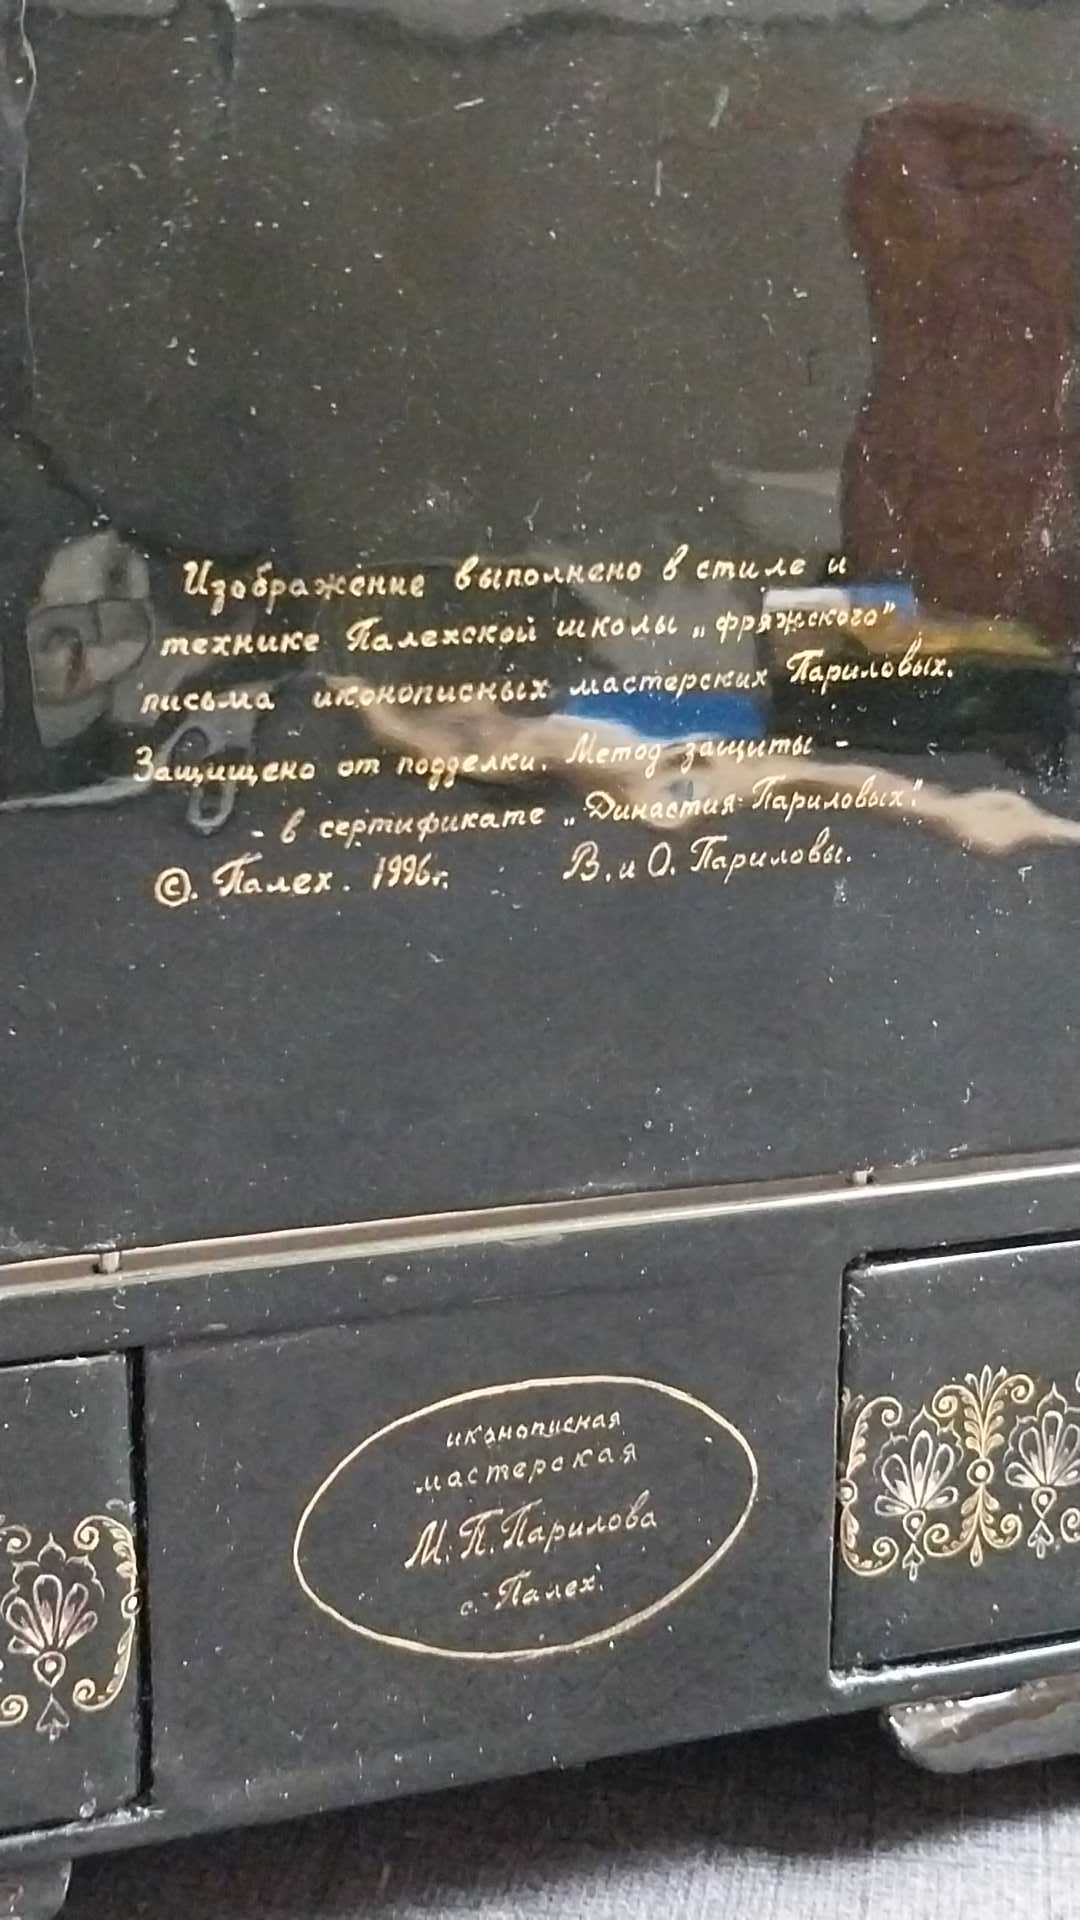 Изображение выполнено в стиле и
технике Палехской школы „фряжского”
письма иконописных мастерских Париловых.
Защищено от подделки. Метод защиты -
- в сертификате „Династия Париловых”.
©. Палех. 1996г. В. и О. Париловы.
иконописная
мастерская
М. П. Парилова
с. Палех.